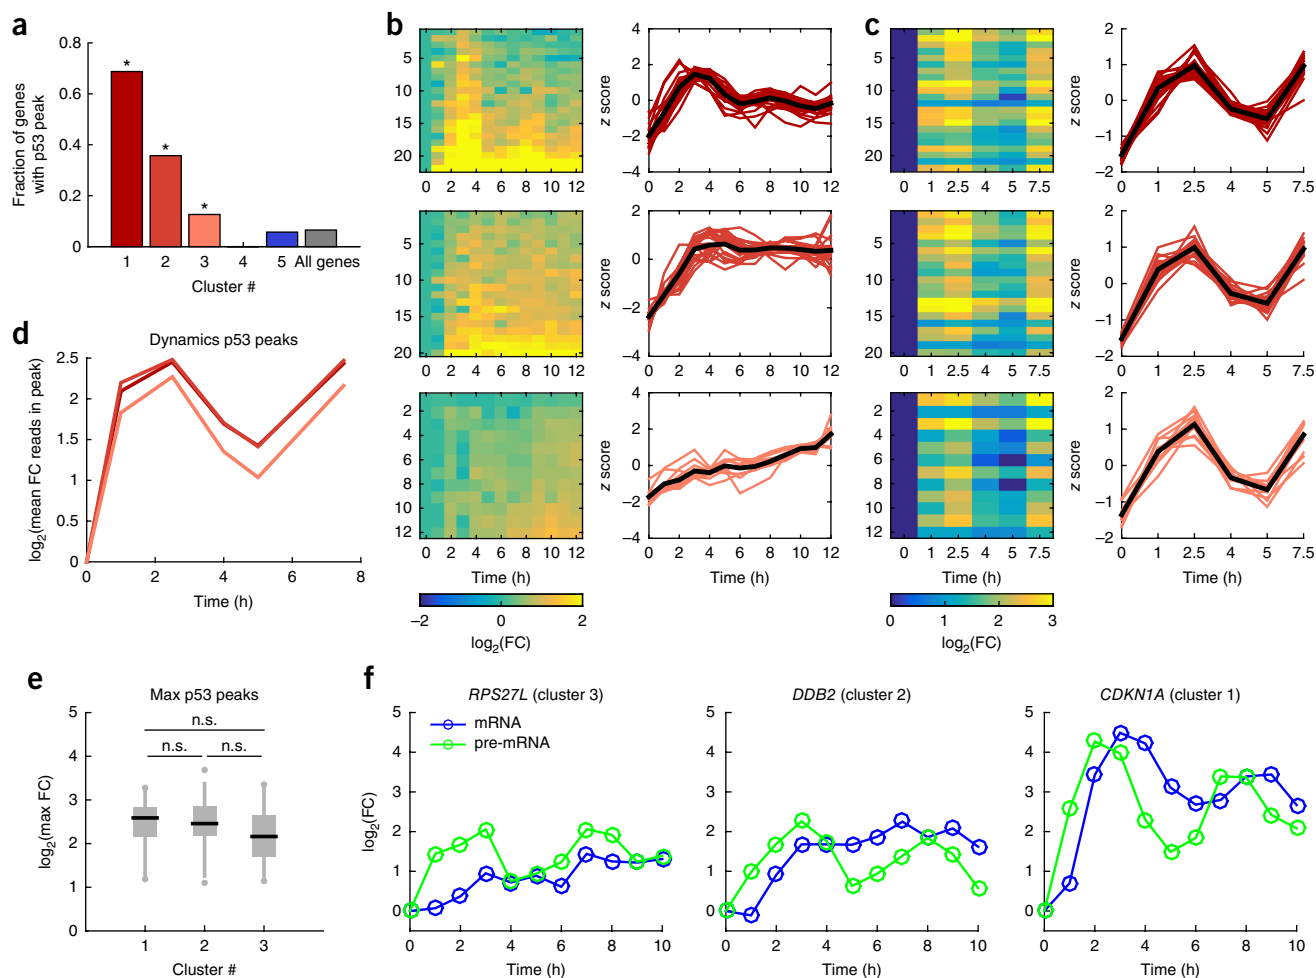 a
0.8
0.6
0.4
0.2
0
Fraction of genes
with p53 peak
*
*
*
1 2 3 4 5 All genes
Cluster #
b
5
10
15
20
0 2 4 6 8 10 12
4
2
0
−2
−4
z score
0 2 4 6 8 10 12
5
10
15
20
0 2 4 6 8 10 12
2
0
−2
−4
z score
0 2 4 6 8 10 12
2
4
6
8
10
12
0 2 4 6 8 10 12
Time (h)
4
2
0
−2
−4
z score
0 2 4 6 8 10 12
Time (h)
−2 0 2
log2(FC)
c
5
10
15
20
0 1 2.5 4 5 7.5
2
1
0
−1
−2
z score
0 1 2.5 4 5 7.5
5
10
15
20
0 1 2.5 4 5 7.5
2
1
0
−1
−2
z score
0 1 2.5 4 5 7.5
2
4
6
8
10
12
0 1 2.5 4 5 7.5
Time (h)
2
1
0
−1
−2
z score
0 1 2.5 4 5 7.5
Time (h)
0 1 2 3
log2(FC)
d
Dynamics p53 peaks
2.5
2
1.5
1
0.5
0
log2(mean FC reads in peak)
0 2 4 6 8
Time (h)
e
Max p53 peaks
5
4
3
2
1
0
log2(max FC)
n.s.
n.s. n.s.
1 2 3
Cluster #
f
RPS27L (cluster 3)
5
4
3
2
1
0
log2(FC)
mRNA
pre-mRNA
0 2 4 6 8 10
Time (h)
DDB2 (cluster 2)
5
4
3
2
1
0
0 2 4 6 8 10
Time (h)
CDKN1A (cluster 1)
5
4
3
2
1
0
0 2 4 6 8 10
Time (h)